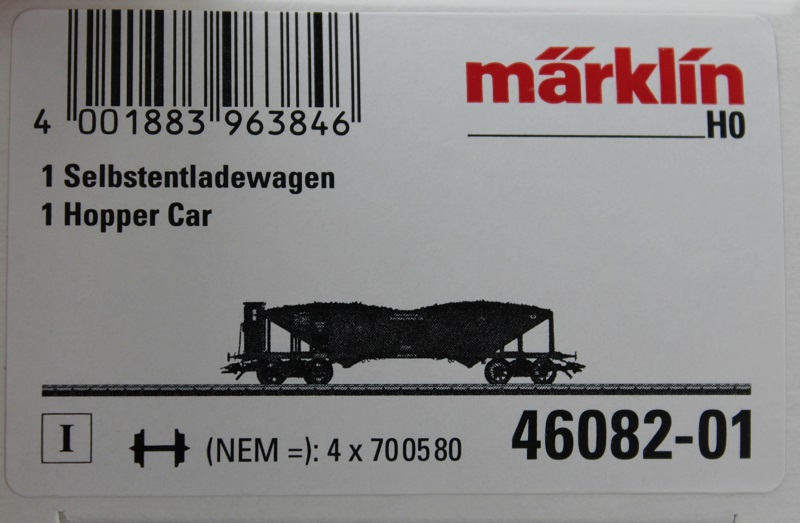 märklin
H0
4 001883 963846
1 Selbstentladewagen
1 Hopper Car
I
(NEM =): 4 x 700580
46082-01